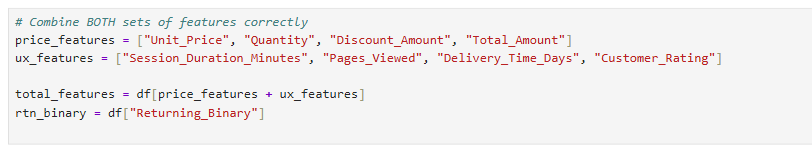 # Combine BOTH sets of features correctly
price_features = ["Unit_Price", "Quantity", "Discount_Amount", "Total_Amount"]
ux_features = ["Session_Duration_Minutes", "Pages_Viewed", "Delivery_Time_Days", "Customer_Rating"]
total_features = df[price_features + ux_features]
rtn_binary = df["Returning_Binary"]